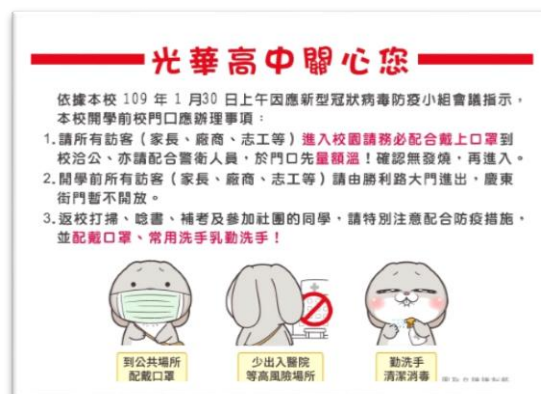 光華高中關心您
依據本校 109 年 1 月30 日上午因應新型冠狀病毒防疫小組會議指示，
本校開學前校門口應辦理事項：
1.請所有訪客（家長、廠商、志工等）進入校園請務必配合戴上口罩到
校洽公、亦請配合警衛人員，於門口先量額溫！確認無發燒，再進入。
2.開學前所有訪客（家長、廠商、志工等）請由勝利路大門進出，慶東
街門暫不開放。
3.返校打掃、唸書、補考及參加社團的同學，請特別注意配合防疫措施，
並配戴口罩、常用洗手乳勤洗手！
到公共場所
配戴口罩
少出入醫院
等高風險場所
勤洗手
清潔消毒